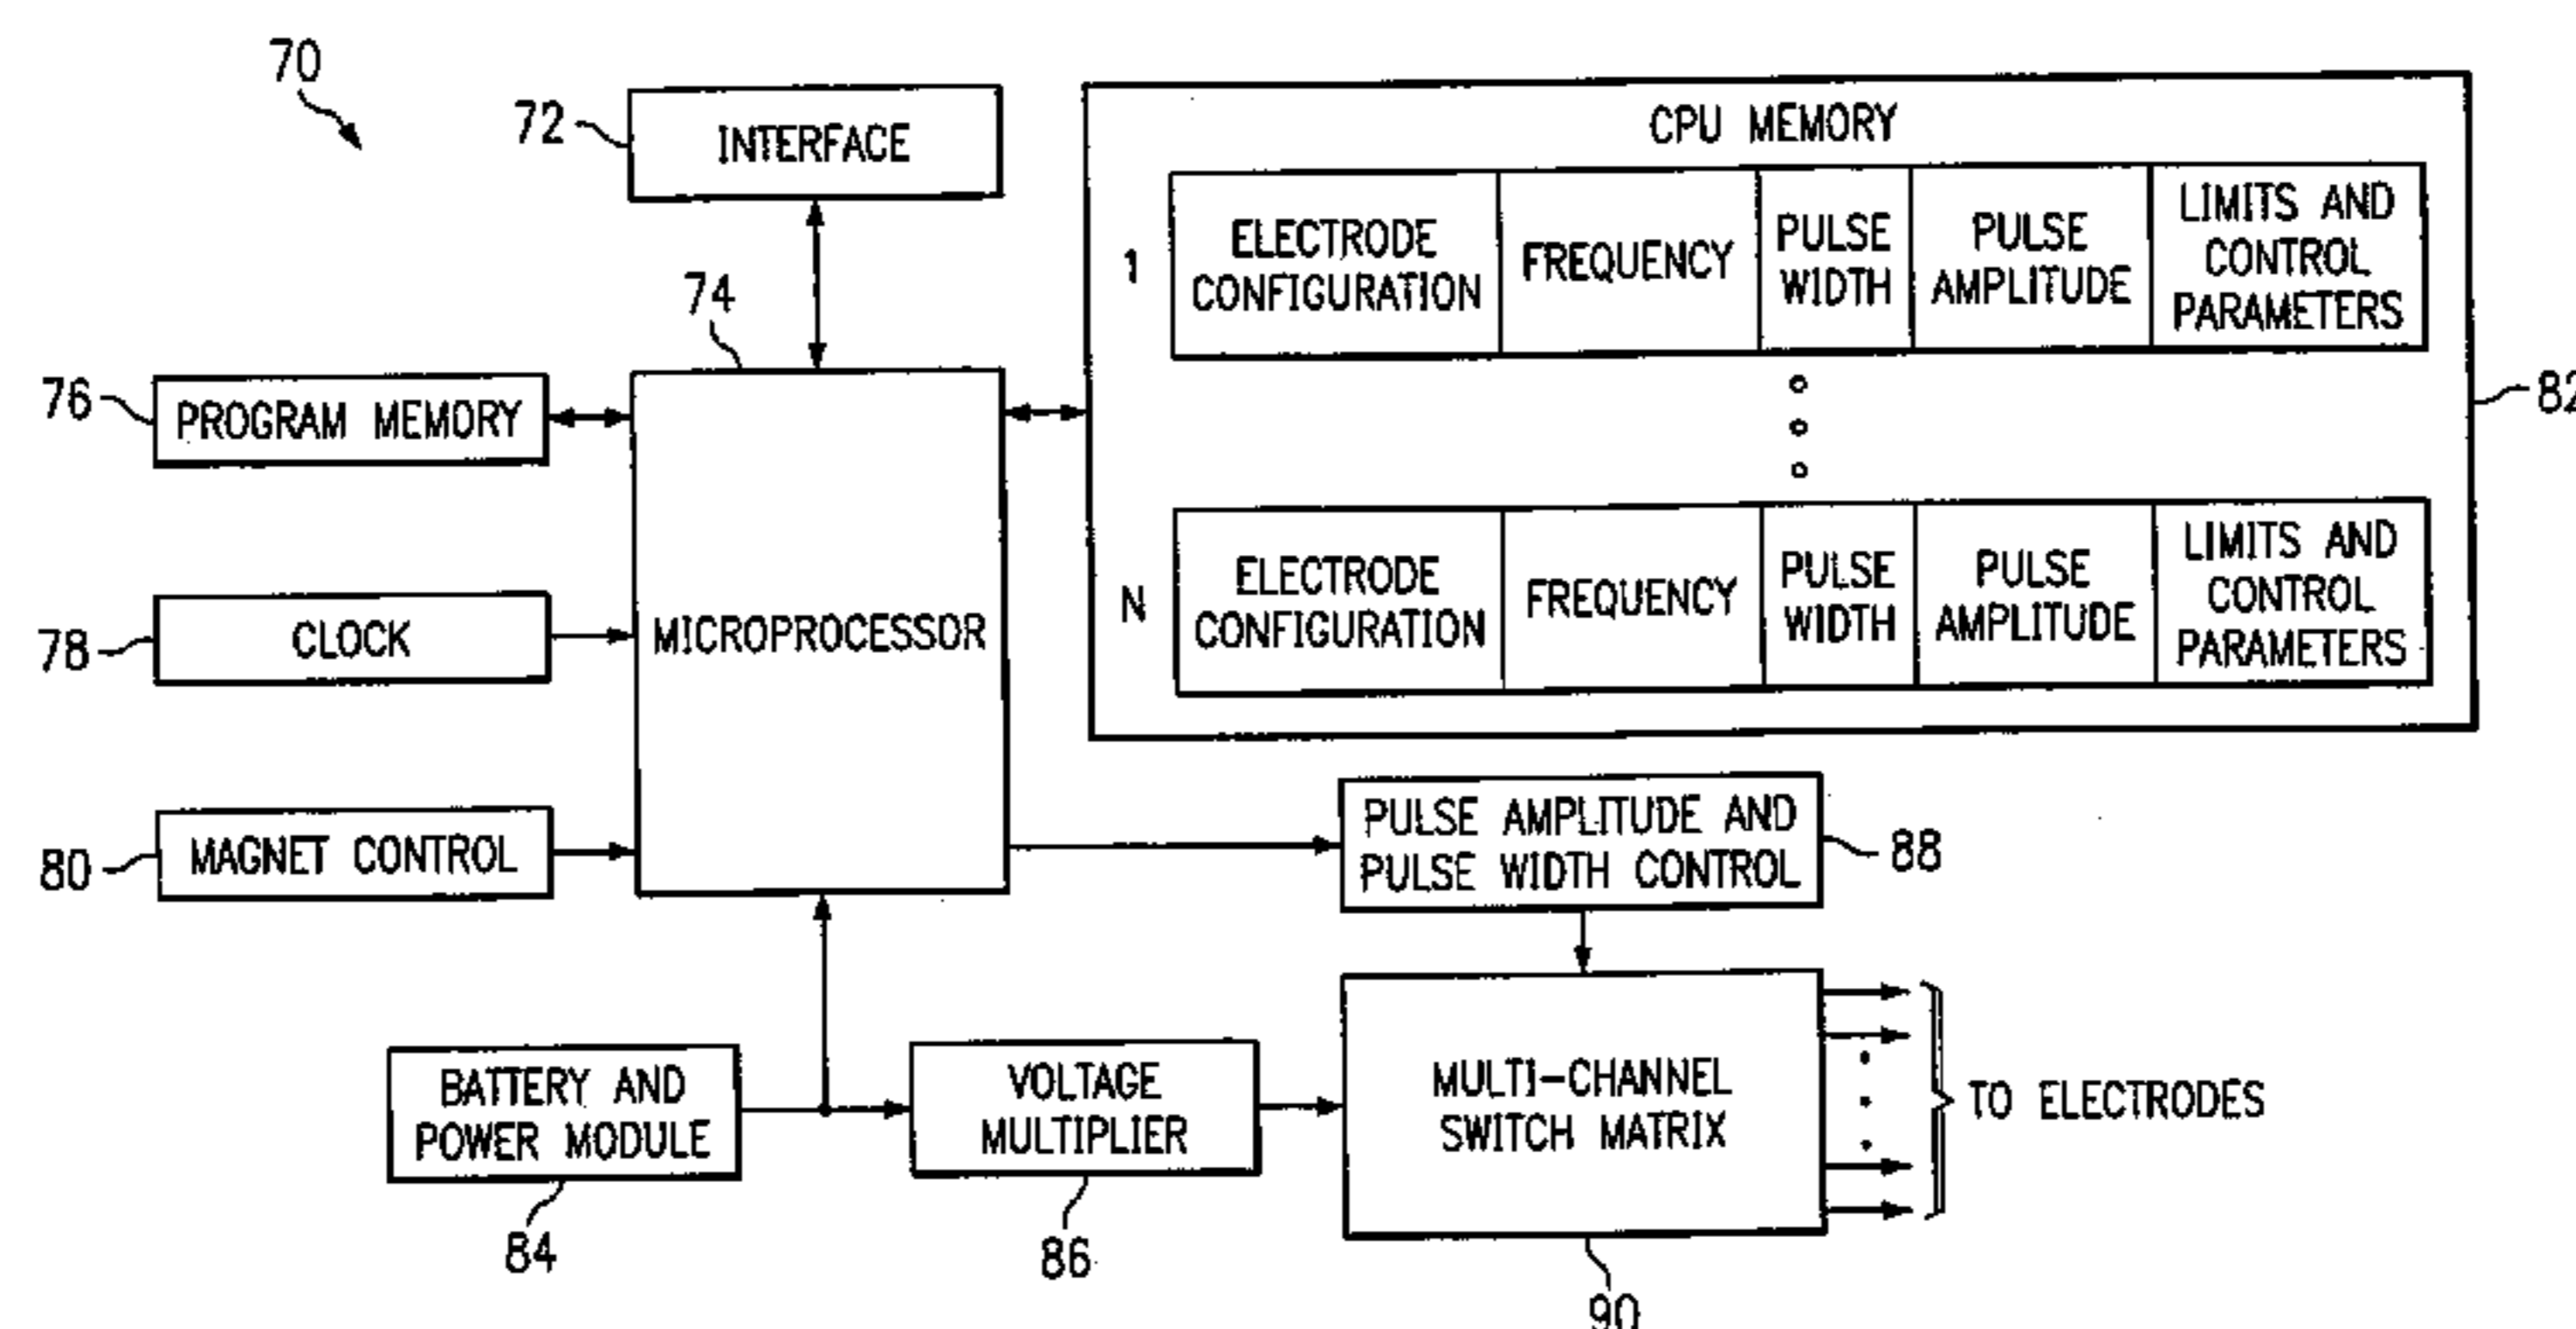 70
72
INTERFACE
74
76
PROGRAM MEMORY
78
CLOCK
80
MAGNET CONTROL
MICROPROCESSOR
CPU MEMORY
1
ELECTRODE
CONFIGURATION
FREQUENCY
PULSE
WIDTH
PULSE
AMPLITUDE
LIMITS AND
CONTROL
PARAMETERS
82
N
ELECTRODE
CONFIGURATION
FREQUENCY
PULSE
WIDTH
PULSE
AMPLITUDE
LIMITS AND
CONTROL
PARAMETERS
PULSE AMPLITUDE AND
PULSE WIDTH CONTROL
88
BATTERY AND
POWER MODULE
84
VOLTAGE
MULTIPLIER
86
MULTI-CHANNEL
SWITCH MATRIX
90
TO ELECTRODES